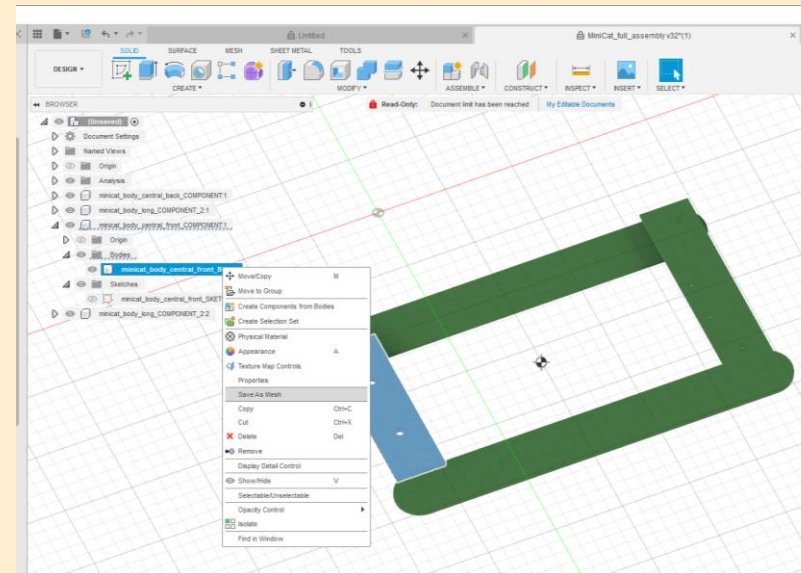 Untitled
MiniCat_full_assembly v32*(1)
SOLID SURFACE MESH SHEET METAL TOOLS
DESIGN
CREATE MODIFY ASSEMBLE CONSTRUCT INSPECT INSERT SELECT
BROWSER
Read-Only: Document limit has been reached My Editable Documents
(Unsaved)
Document Settings
Named Views
Origin
Analysis
minicat_body_central_back_COMPONENT:1
minicat_body_long_COMPONENT_2:1
minicat_body_central_front_COMPONENT:1
Origin
Bodies
minicat_body_central_front_B
Sketches
minicat_body_central_front_SKET
minicat_body_long_COMPONENT_2:2
Move/Copy M
Move to Group
Create Components from Bodies
Create Selection Set
Physical Material
Appearance A
Texture Map Controls
Properties
Save As Mesh
Copy Ctrl+C
Cut Ctrl+X
Delete Del
Remove
Display Detail Control
Show/Hide V
Selectable/Unselectable
Opacity Control
Isolate
Find in Window